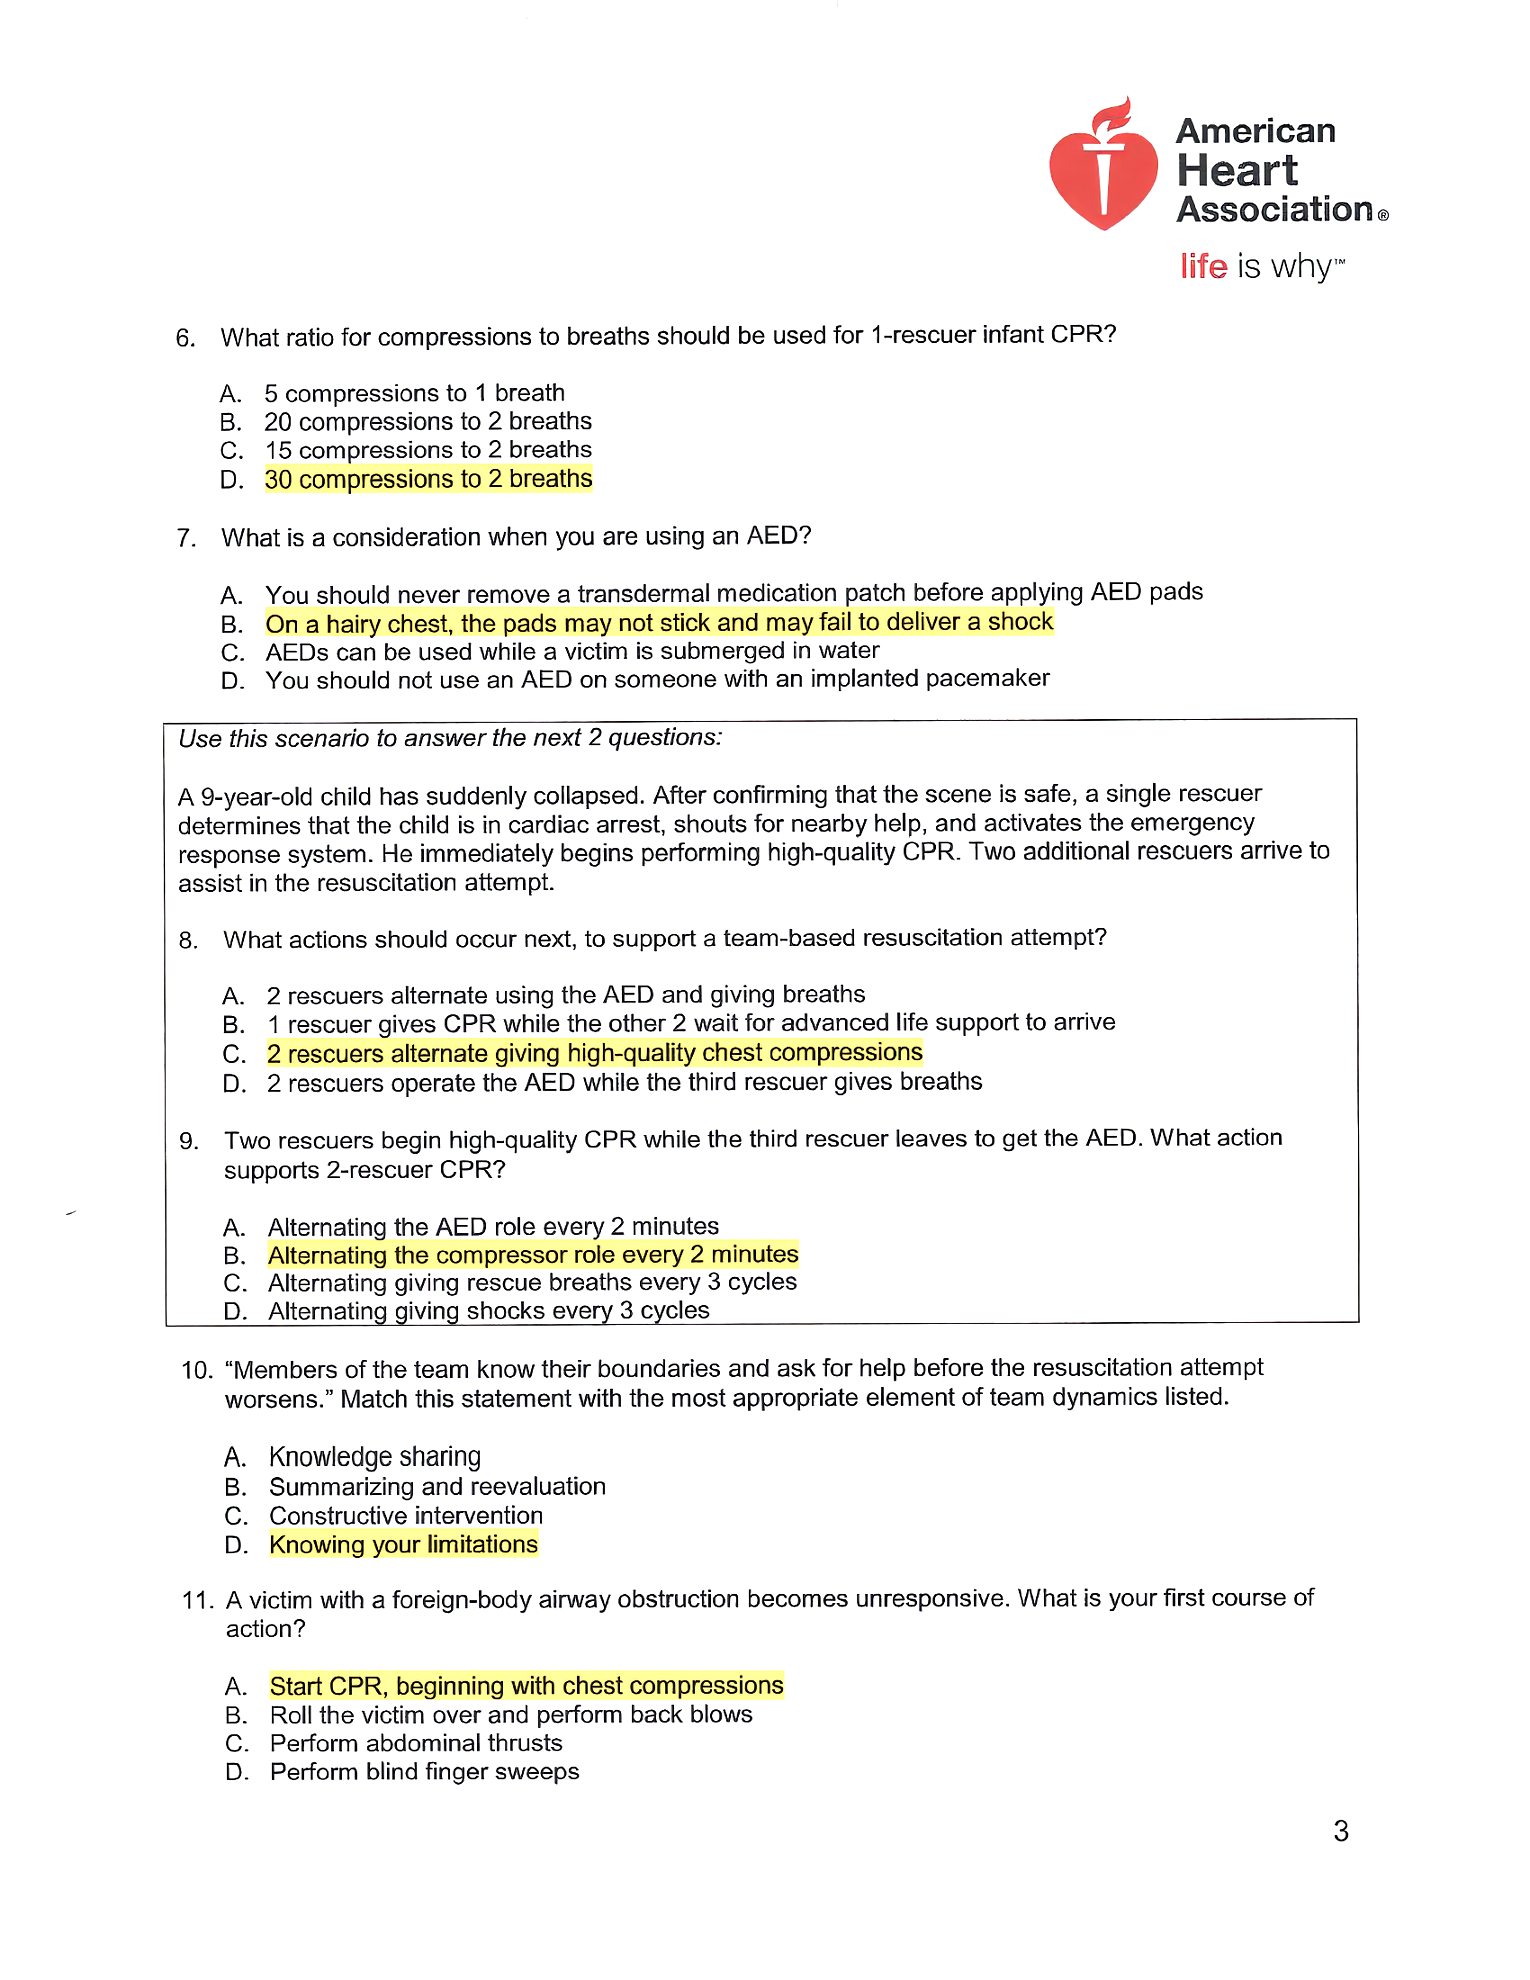 American
Heart
Association®
life is why™
6. What ratio for compressions to breaths should be used for 1-rescuer infant CPR?
A. 5 compressions to 1 breath
B. 20 compressions to 2 breaths
C. 15 compressions to 2 breaths
D. 30 compressions to 2 breaths
7. What is a consideration when you are using an AED?
A. You should never remove a transdermal medication patch before applying AED pads
B. On a hairy chest, the pads may not stick and may fail to deliver a shock
C. AEDs can be used while a victim is submerged in water
D. You should not use an AED on someone with an implanted pacemaker
Use this scenario to answer the next 2 questions:
A 9-year-old child has suddenly collapsed. After confirming that the scene is safe, a single rescuer
determines that the child is in cardiac arrest, shouts for nearby help, and activates the emergency
response system. He immediately begins performing high-quality CPR. Two additional rescuers arrive to
assist in the resuscitation attempt.
8. What actions should occur next, to support a team-based resuscitation attempt?
A. 2 rescuers alternate using the AED and giving breaths
B. 1 rescuer gives CPR while the other 2 wait for advanced life support to arrive
C. 2 rescuers alternate giving high-quality chest compressions
D. 2 rescuers operate the AED while the third rescuer gives breaths
9. Two rescuers begin high-quality CPR while the third rescuer leaves to get the AED. What action
supports 2-rescuer CPR?
A. Alternating the AED role every 2 minutes
B. Alternating the compressor role every 2 minutes
C. Alternating giving rescue breaths every 3 cycles
D. Alternating giving shocks every 3 cycles
10. “Members of the team know their boundaries and ask for help before the resuscitation attempt
worsens.” Match this statement with the most appropriate element of team dynamics listed.
A. Knowledge sharing
B. Summarizing and reevaluation
C. Constructive intervention
D. Knowing your limitations
11. A victim with a foreign-body airway obstruction becomes unresponsive. What is your first course of
action?
A. Start CPR, beginning with chest compressions
B. Roll the victim over and perform back blows
C. Perform abdominal thrusts
D. Perform blind finger sweeps
3